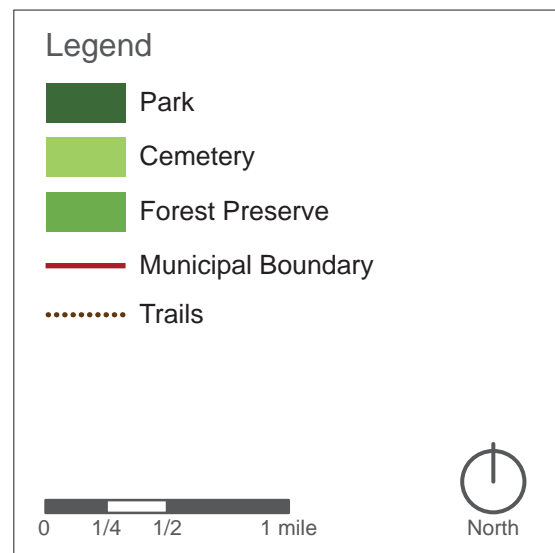 Legend
Park
Cemetery
Forest Preserve
Municipal Boundary
Trails
0 1/4 1/2 1 mile
North